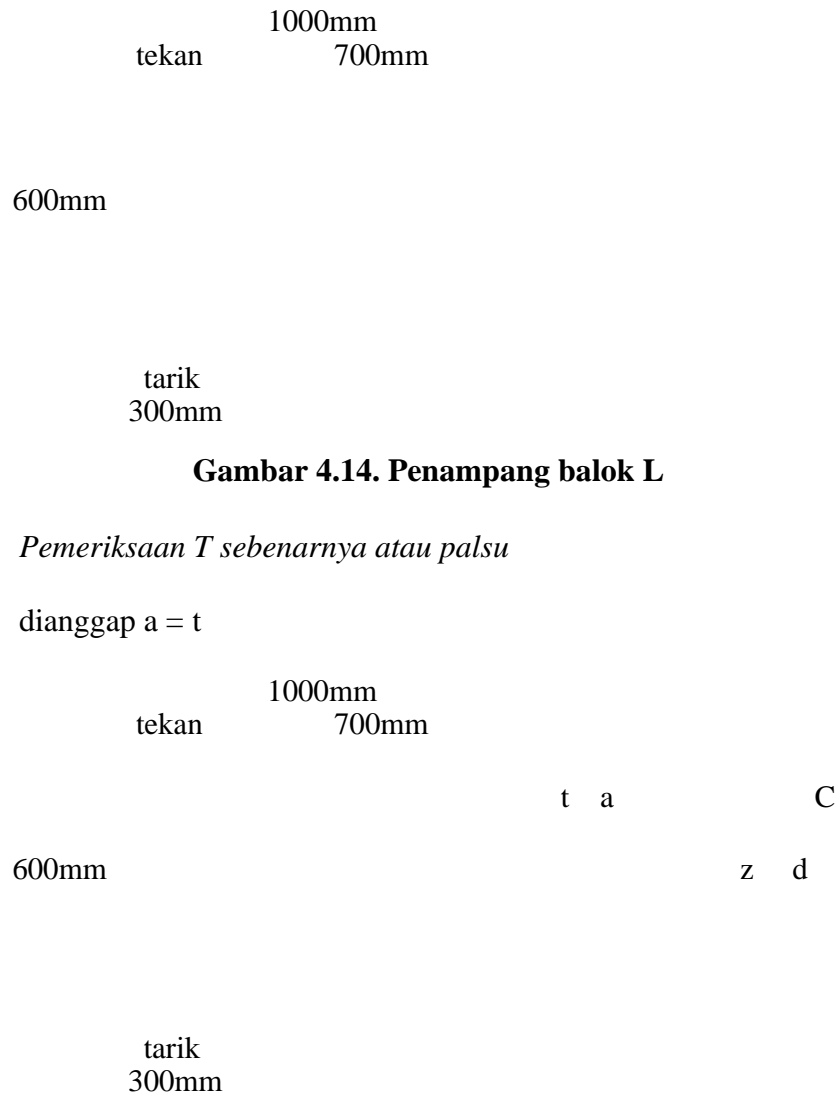 1000mm
tekan 700mm
600mm
tarik
300mm
Gambar 4.14. Penampang balok L
Pemeriksaan T sebenarnya atau palsu
dianggap a = t
1000mm
tekan 700mm
t a C
600mm z d
tarik
300mm